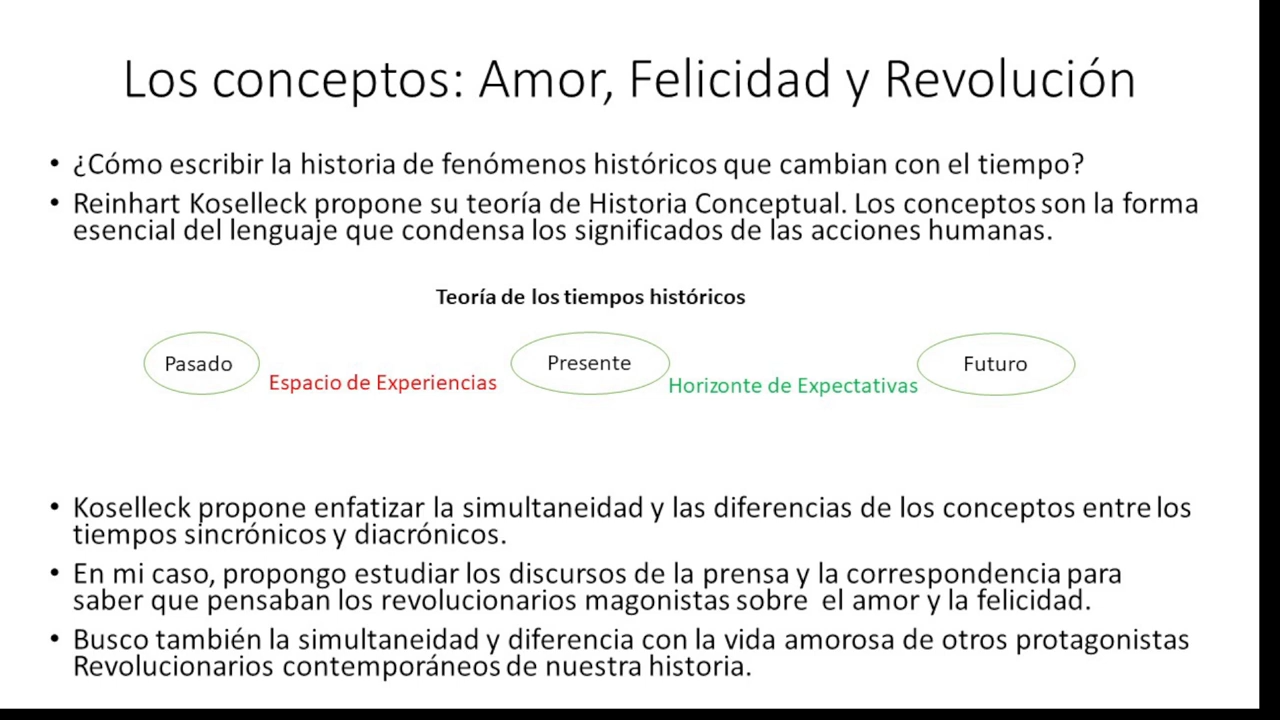 Los conceptos: Amor, Felicidad y Revolución
• ¿Cómo escribir la historia de fenómenos históricos que cambian con el tiempo?
• Reinhart Koselleck propone su teoría de Historia Conceptual. Los conceptos son la forma
esencial del lenguaje que condensa los significados de las acciones humanas.
Teoría de los tiempos históricos
Pasado
Espacio de Experiencias
Presente
Horizonte de Expectativas
Futuro
• Koselleck propone enfatizar la simultaneidad y las diferencias de los conceptos entre los
tiempos sincrónicos y diacrónicos.
• En mi caso, propongo estudiar los discursos de la prensa y la correspondencia para
saber que pensaban los revolucionarios magonistas sobre el amor y la felicidad.
• Busco también la simultaneidad y diferencia con la vida amorosa de otros protagonistas
Revolucionarios contemporáneos de nuestra historia.